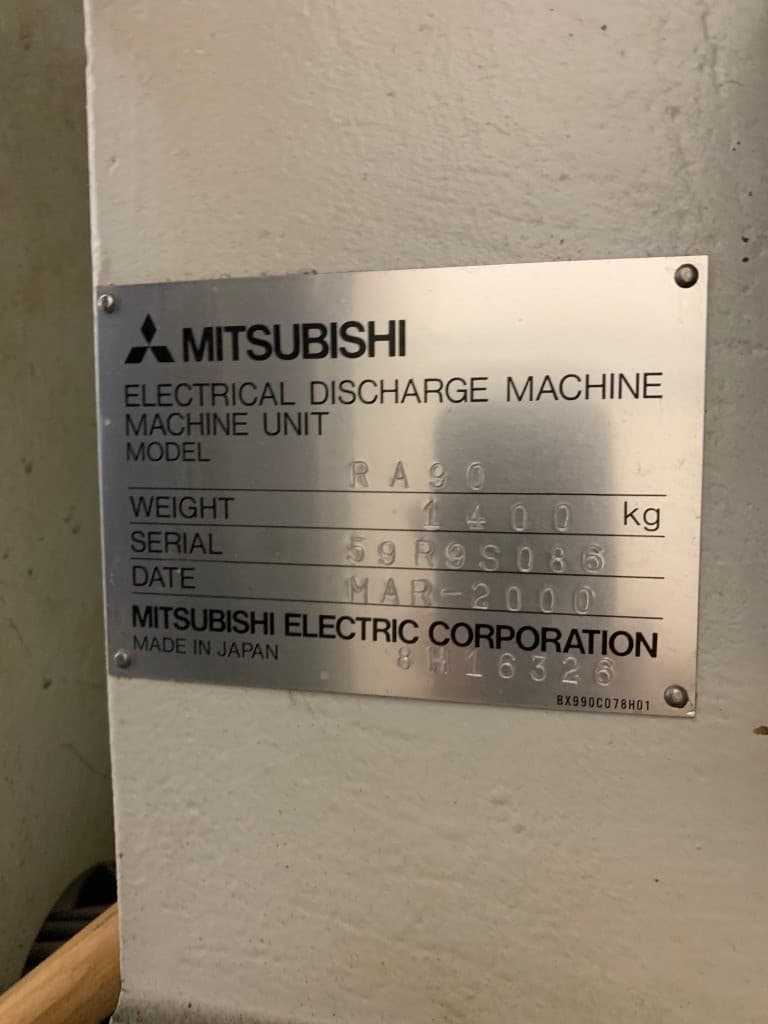 MITSUBISHI
ELECTRICAL DISCHARGE MACHINE
MACHINE UNIT
MODEL RA90
WEIGHT 1400 kg
SERIAL 59R9S086
DATE MAR-2000
MITSUBISHI ELECTRIC CORPORATION
MADE IN JAPAN 8H16326
BX990C078H01